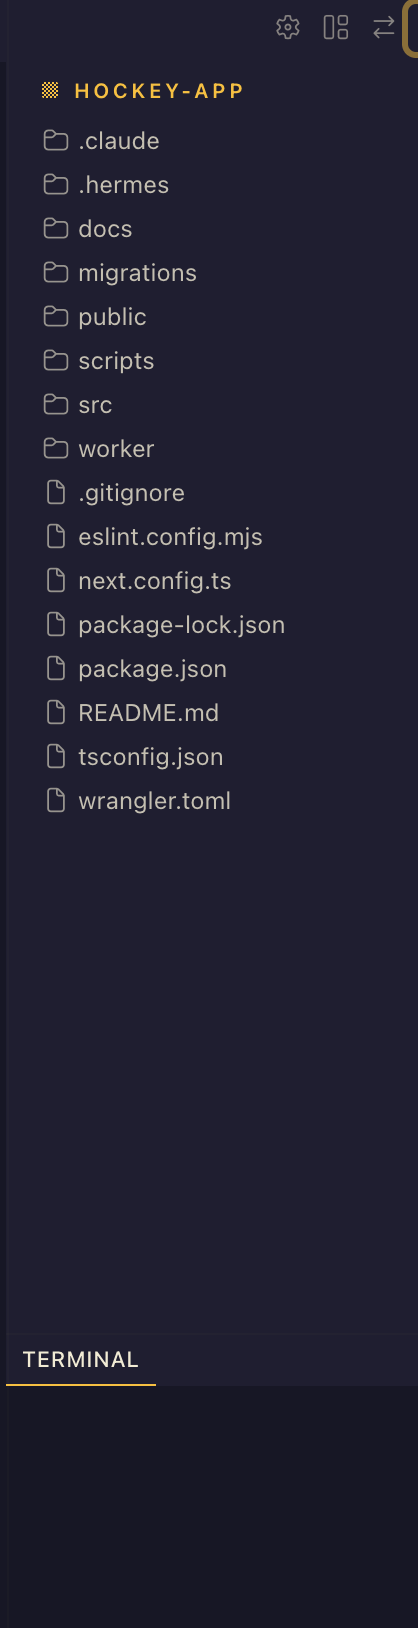 HOCKEY-APP
.claude
.hermes
docs
migrations
public
scripts
src
worker
.gitignore
eslint.config.mjs
next.config.ts
package-lock.json
package.json
README.md
tsconfig.json
wrangler.toml
TERMINAL